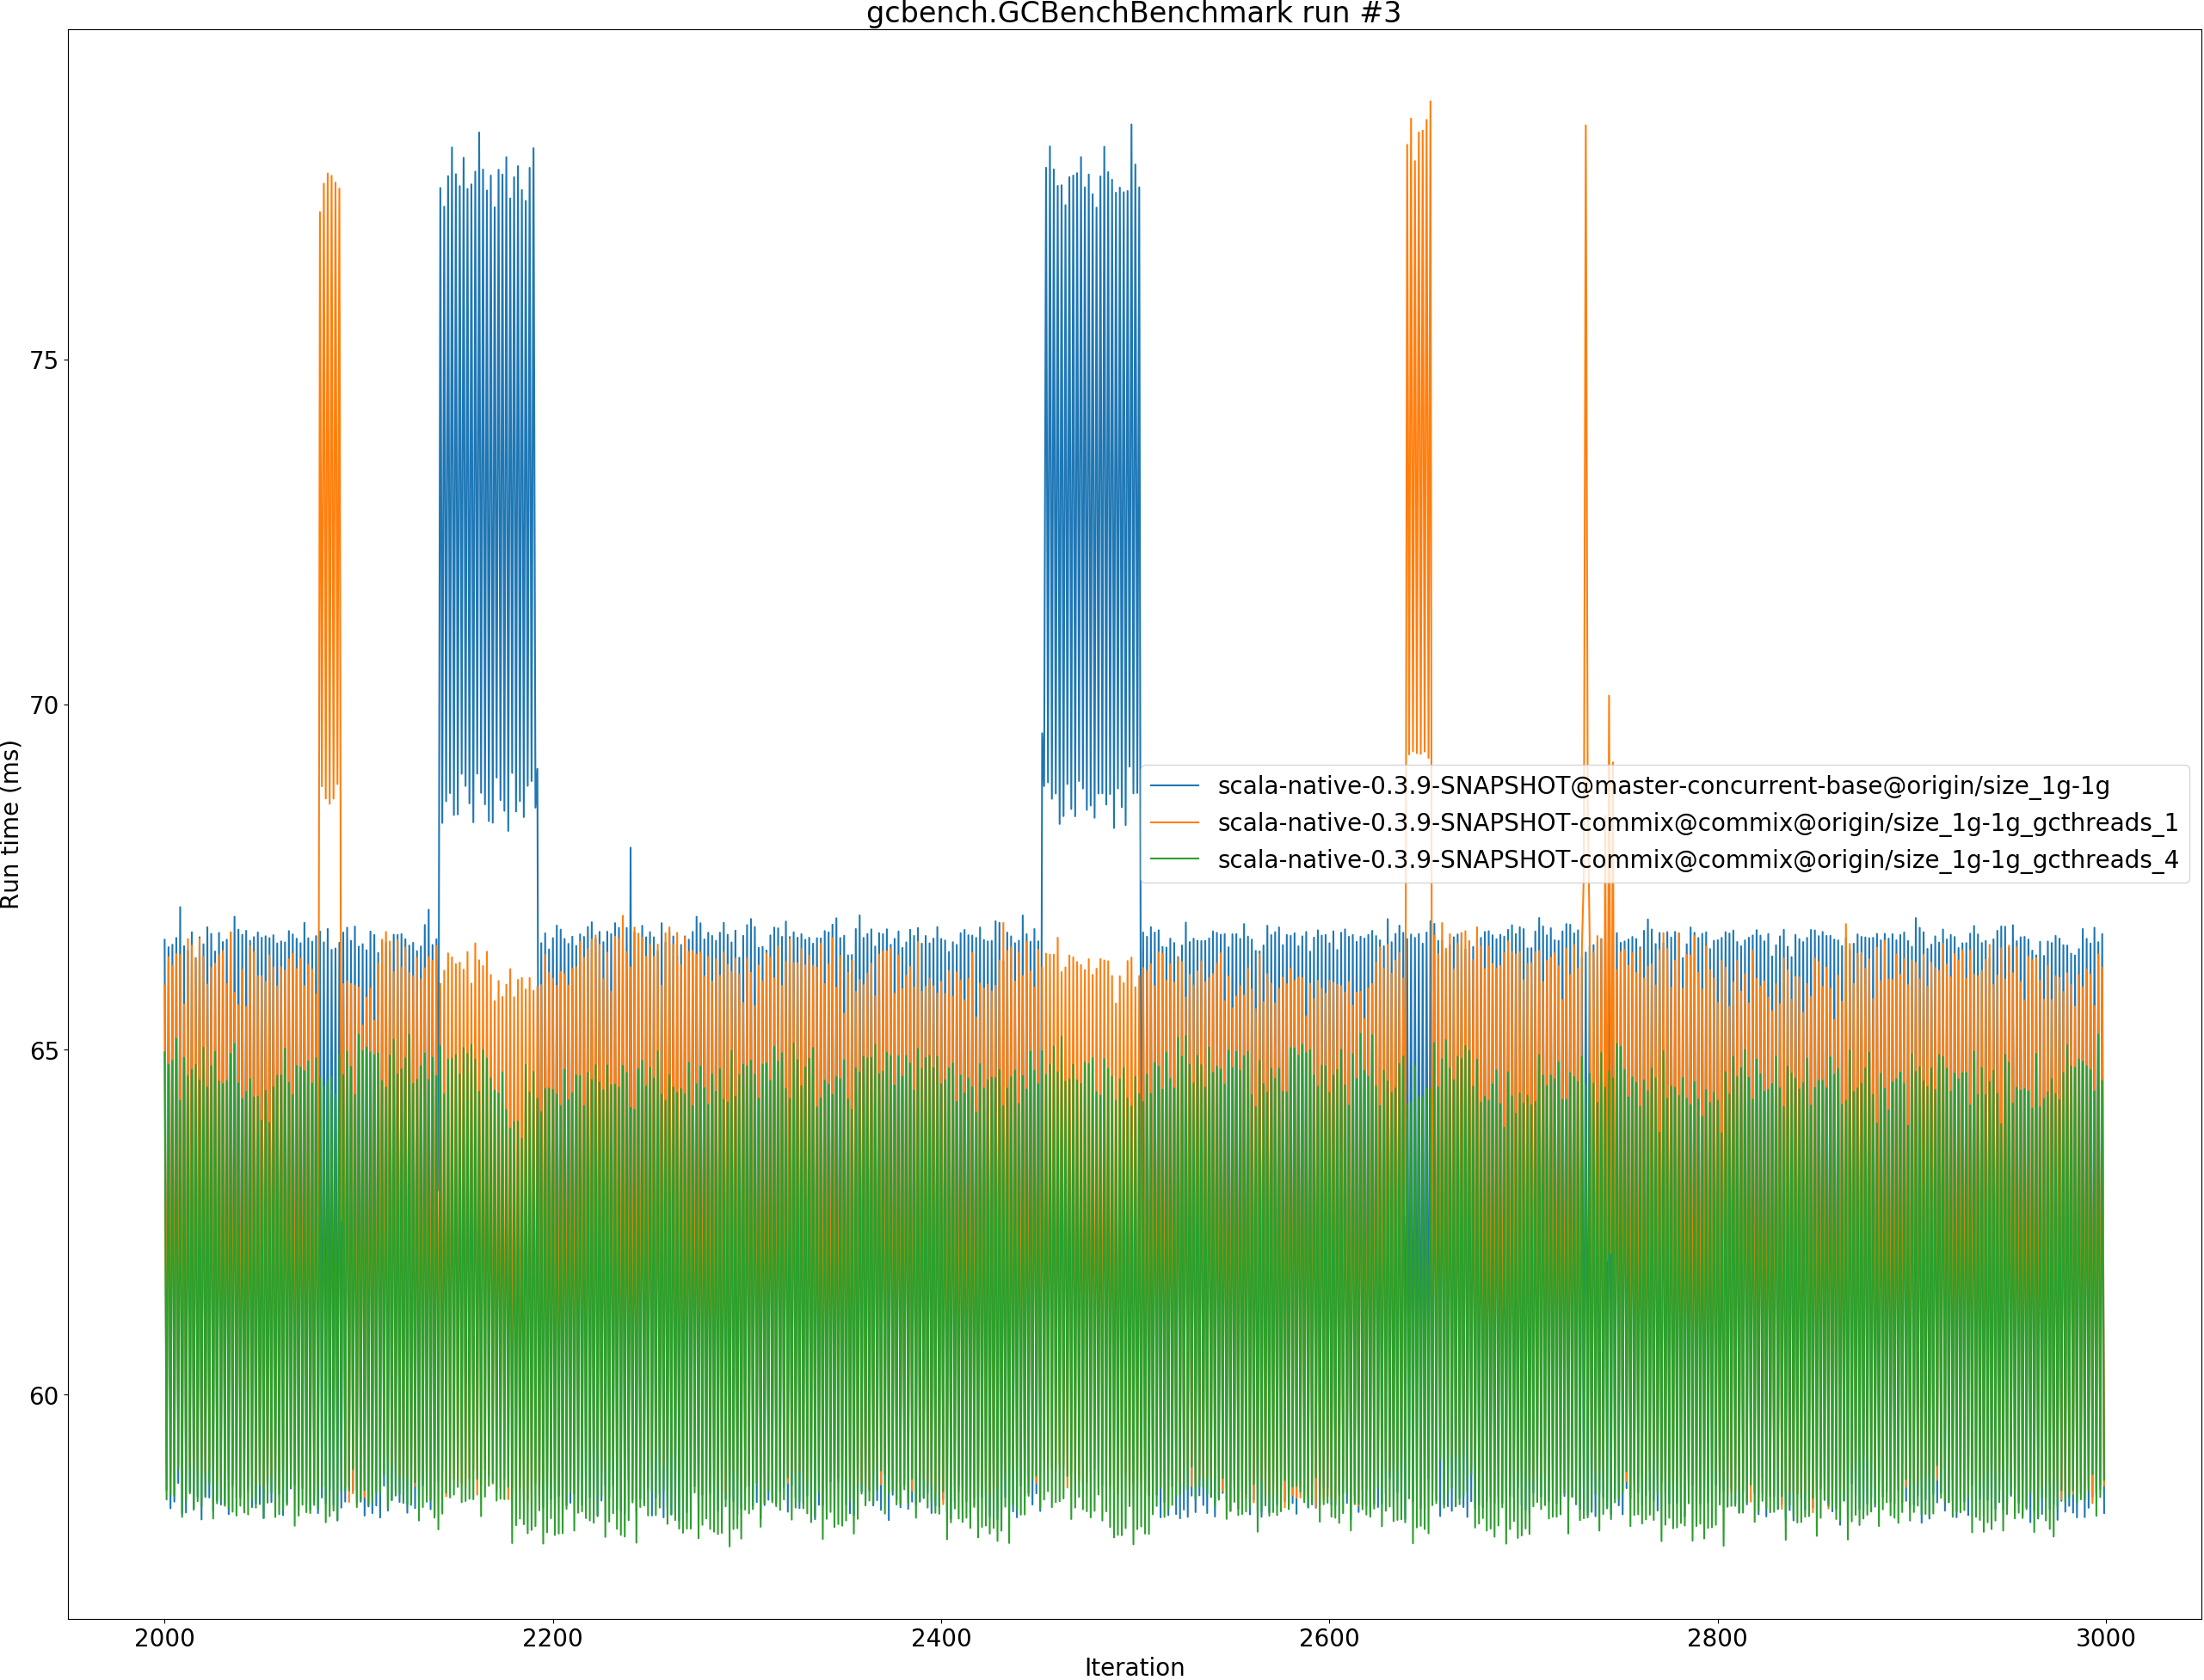 gcbench.GCBenchBenchmark run #3
75
70
65
60
Run time (ms)
scala-native-0.3.9-SNAPSHOT@master-concurrent-base@origin/size_1g-1g
scala-native-0.3.9-SNAPSHOT-commix@commix@origin/size_1g-1g_gcthreads_1
scala-native-0.3.9-SNAPSHOT-commix@commix@origin/size_1g-1g_gcthreads_4
2000 2200 2400 2600 2800 3000
Iteration